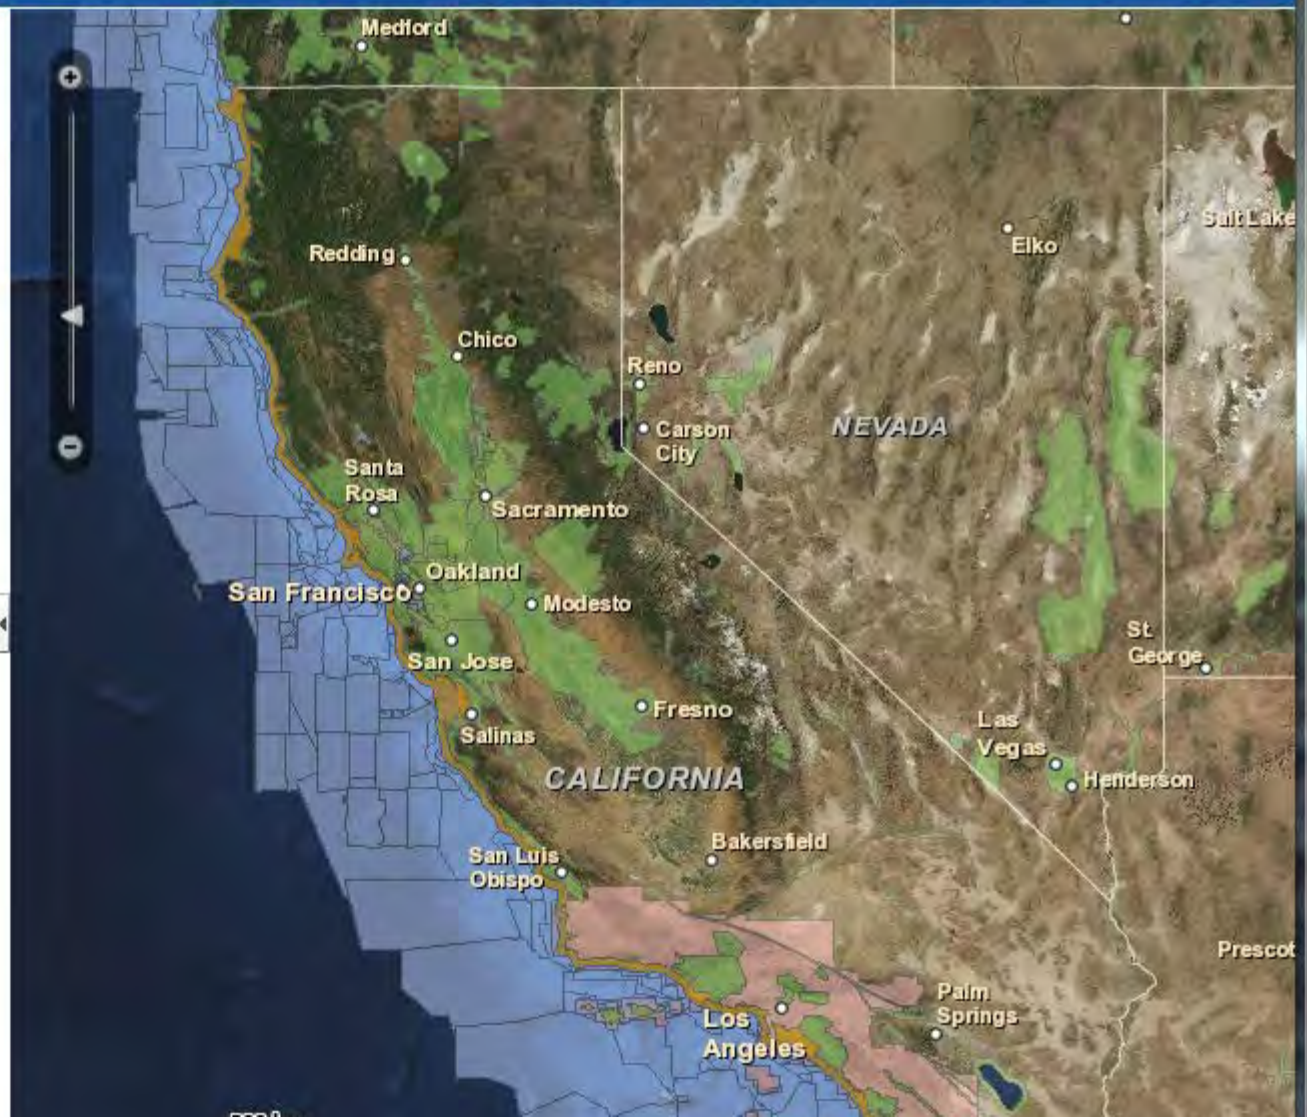 Medford
Salt Lake
Elko
Redding
Chico
Reno
NEVADA
Carson
City
Santa
Rosa
Sacramento
Oakland
San Francisco
Modesto
St.
George
San Jose
Fresno
Las
Vegas
Salinas
CALIFORNIA
Henderson
Bakersfield
San Luis
Obispo
Prescot
Palm
Springs
Los
Angeles